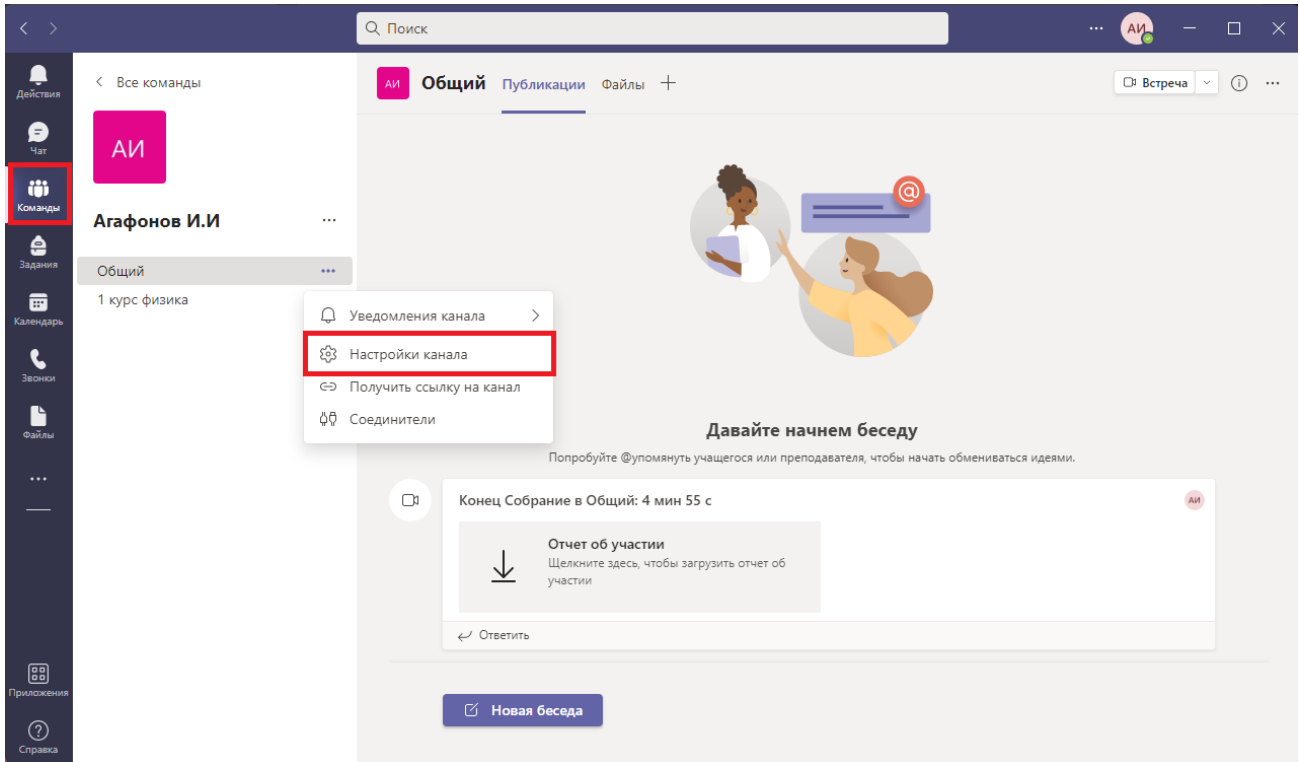 Поиск
АИ
Действия
Чат
Команды
Задания
Календарь
Звонки
Файлы
Приложения
Справка
Все команды
АИ
Агафонов И.И
Общий
1 курс физика
Уведомления канала
Настройки канала
Получить ссылку на канал
Соединители
АИ Общий Публикации Файлы
Встреча
@
Давайте начнем беседу
Попробуйте @упомянуть учащегося или преподавателя, чтобы начать обмениваться идеями.
Конец Собрание в Общий: 4 мин 55 с
АИ
Отчет об участии
Щелкните здесь, чтобы загрузить отчет об
участии
Ответить
Новая беседа